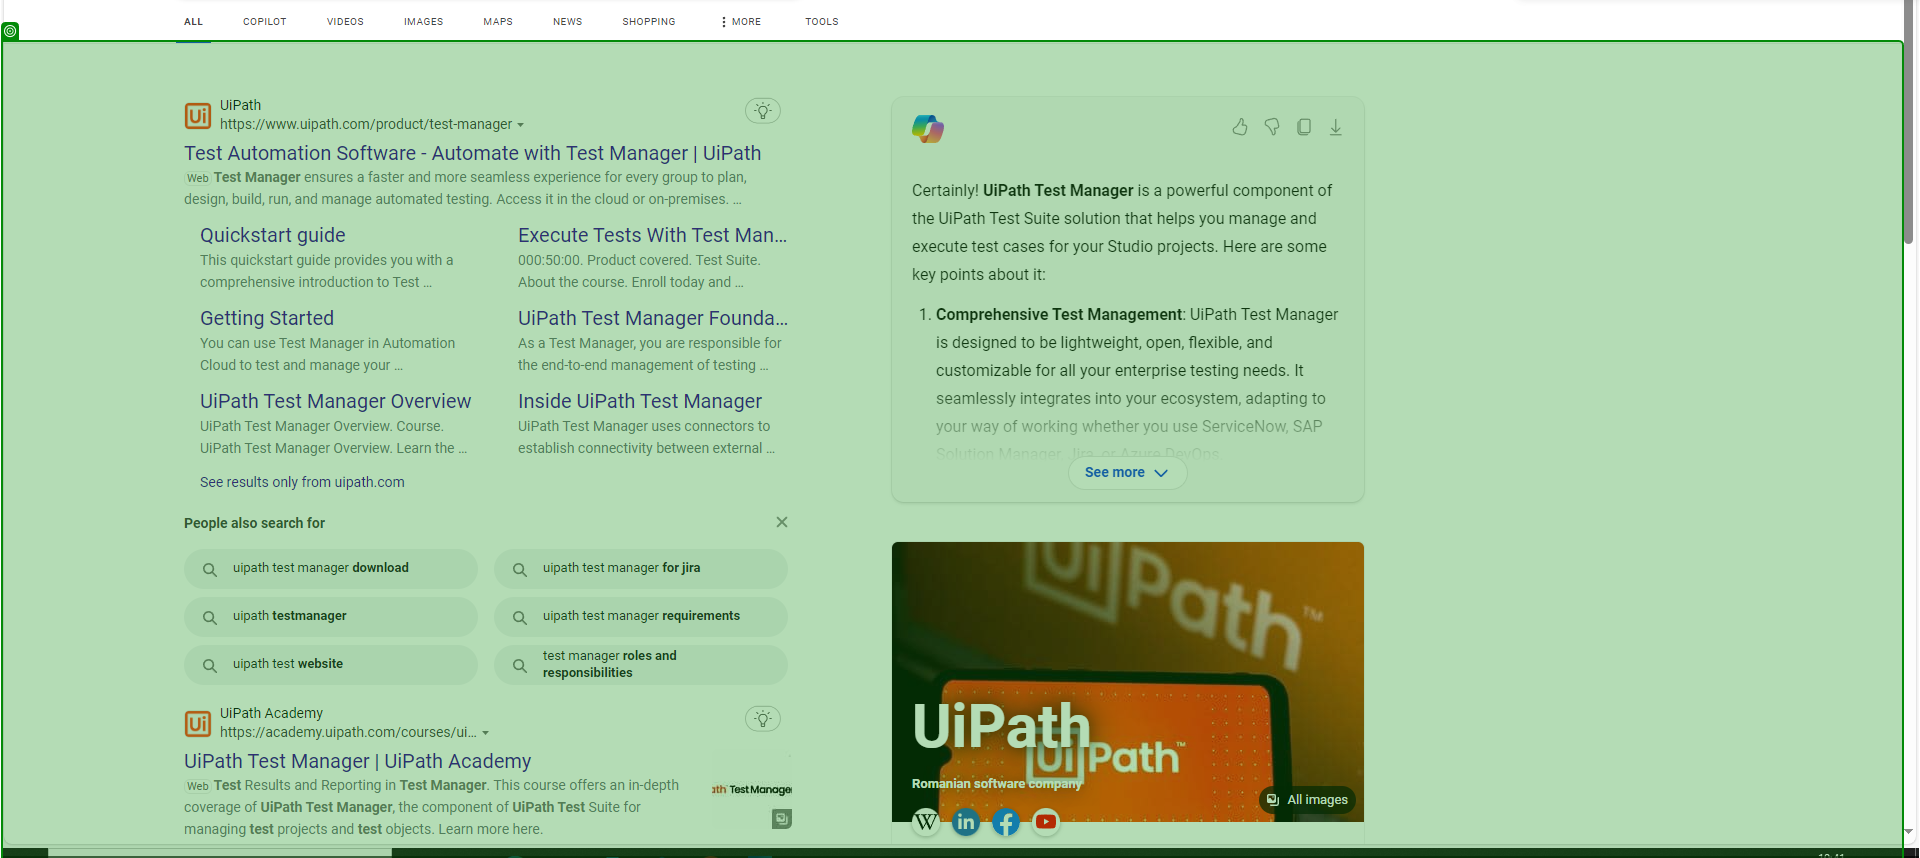 ALL COPILOT VIDEOS IMAGES MAPS NEWS SHOPPING MORE TOOLS
UiPath
https://www.uipath.com/product/test-manager
Test Automation Software - Automate with Test Manager | UiPath
Web Test Manager ensures a faster and more seamless experience for every group to plan,
design, build, run, and manage automated testing. Access it in the cloud or on-premises. ...
Quickstart guide
This quickstart guide provides you with a
comprehensive introduction to Test ...
Execute Tests With Test Man...
000:50:00. Product covered. Test Suite.
About the course. Enroll today and ...
Getting Started
You can use Test Manager in Automation
Cloud to test and manage your ...
UiPath Test Manager Founda...
As a Test Manager, you are responsible for
the end-to-end management of testing ...
UiPath Test Manager Overview
UiPath Test Manager Overview. Course.
UiPath Test Manager Overview. Learn the ...
Inside UiPath Test Manager
UiPath Test Manager uses connectors to
establish connectivity between external ...
See results only from uipath.com
People also search for
uipath test manager download
uipath test manager for jira
uipath testmanager
uipath test manager requirements
uipath test website
test manager roles and
responsibilities
UiPath Academy
https://academy.uipath.com/courses/ui...
UiPath Test Manager | UiPath Academy
Web Test Results and Reporting in Test Manager. This course offers an in-depth
coverage of UiPath Test Manager, the component of UiPath Test Suite for
managing test projects and test objects. Learn more here.
ath Test Manager
Certainly! UiPath Test Manager is a powerful component of
the UiPath Test Suite solution that helps you manage and
execute test cases for your Studio projects. Here are some
key points about it:
1. Comprehensive Test Management: UiPath Test Manager
is designed to be lightweight, open, flexible, and
customizable for all your enterprise testing needs. It
seamlessly integrates into your ecosystem, adapting to
your way of working whether you use ServiceNow, SAP
Solution Manager, Jira, or Azure DevOps.
See more
UiPath™
UiPath
UiPath™
Romanian software company
All images